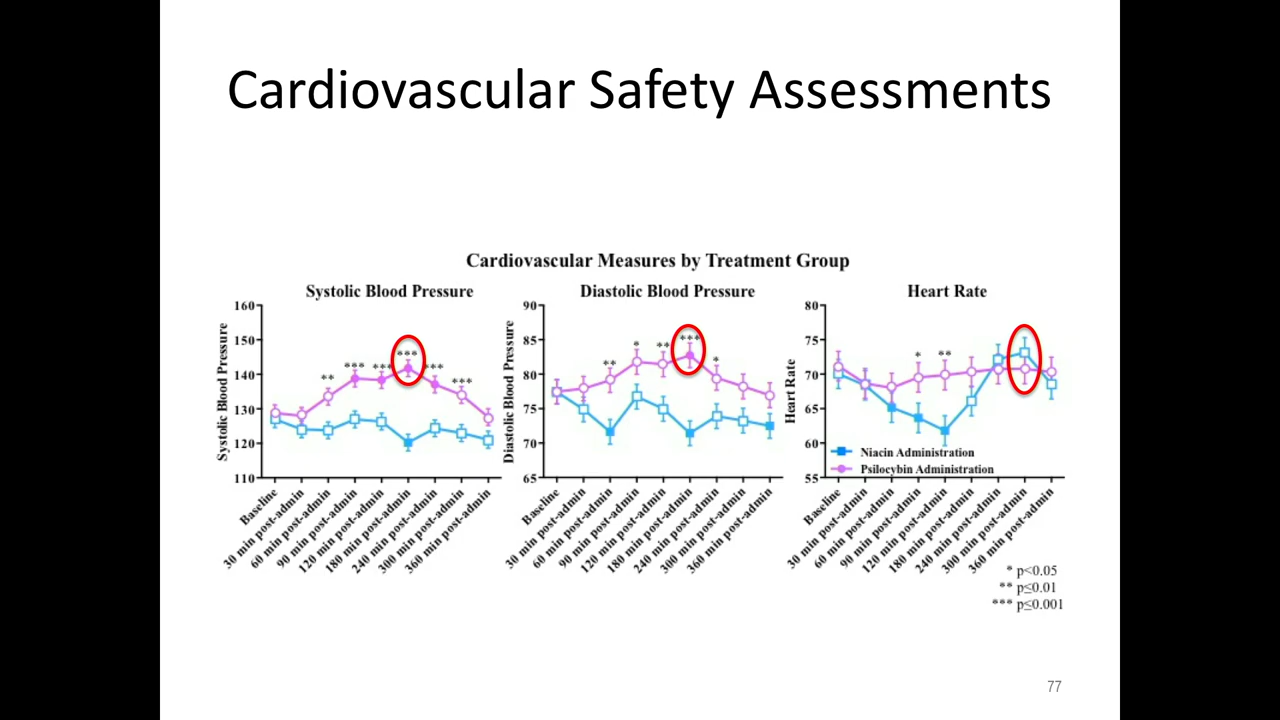 Cardiovascular Safety Assessments
Cardiovascular Measures by Treatment Group
Systolic Blood Pressure
Systolic Blood Pressure
160
150
140
130
120
110
**
***
***
***
***
***
Baseline
30 min post-admin
60 min post-admin
90 min post-admin
120 min post-admin
180 min post-admin
240 min post-admin
300 min post-admin
360 min post-admin
Diastolic Blood Pressure
Diastolic Blood Pressure
90
85
80
75
70
65
**
*
**
***
*
Baseline
30 min post-admin
60 min post-admin
90 min post-admin
120 min post-admin
180 min post-admin
240 min post-admin
300 min post-admin
360 min post-admin
Heart Rate
Heart Rate
80
75
70
65
60
55
*
**
Niacin Administration
Psilocybin Administration
Baseline
30 min post-admin
60 min post-admin
90 min post-admin
120 min post-admin
180 min post-admin
240 min post-admin
300 min post-admin
360 min post-admin
* p<0.05
** p≤0.01
*** p≤0.001
77